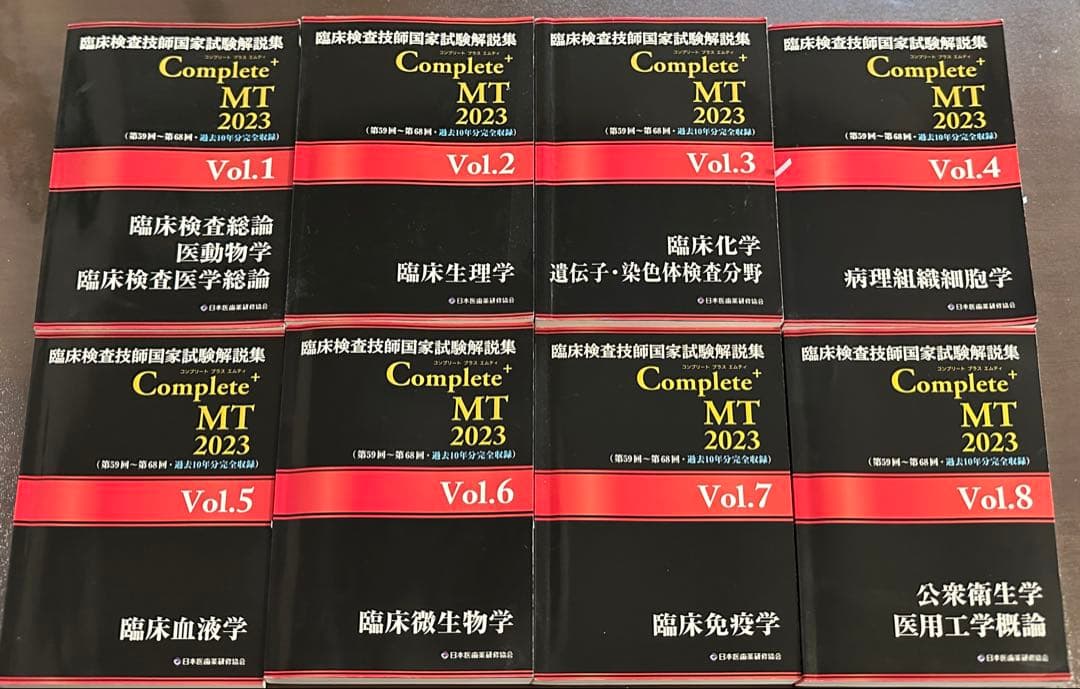 臨床検査技師国家試験解説集
コンプリート プラス エムティ
Complete+
MT
2023
(第59回～第68回・過去10年分完全収録)
Vol.1
臨床検査総論
医動物学
臨床検査医学総論
日本医歯薬研修協会
臨床検査技師国家試験解説集
コンプリート プラス エムティ
Complete+
MT
2023
(第59回～第68回・過去10年分完全収録)
Vol.2
臨床生理学
日本医歯薬研修協会
臨床検査技師国家試験解説集
コンプリート プラス エムティ
Complete+
MT
2023
(第59回～第68回・過去10年分完全収録)
Vol.3
臨床化学
遺伝子・染色体検査分野
日本医歯薬研修協会
臨床検査技師国家試験解説集
コンプリート プラス エムティ
Complete+
MT
2023
(第59回～第68回・過去10年分完全収録)
Vol.4
病理組織細胞学
日本医歯薬研修協会
臨床検査技師国家試験解説集
コンプリート プラス エムティ
Complete+
MT
2023
(第59回～第68回・過去10年分完全収録)
Vol.5
臨床血液学
日本医歯薬研修協会
臨床検査技師国家試験解説集
コンプリート プラス エムティ
Complete+
MT
2023
(第59回～第68回・過去10年分完全収録)
Vol.6
臨床微生物学
日本医歯薬研修協会
臨床検査技師国家試験解説集
コンプリート プラス エムティ
Complete+
MT
2023
(第59回～第68回・過去10年分完全収録)
Vol.7
臨床免疫学
日本医歯薬研修協会
臨床検査技師国家試験解説集
コンプリート プラス エムティ
Complete+
MT
2023
(第59回～第68回・過去10年分完全収録)
Vol.8
公衆衛生学
医用工学概論
日本医歯薬研修協会